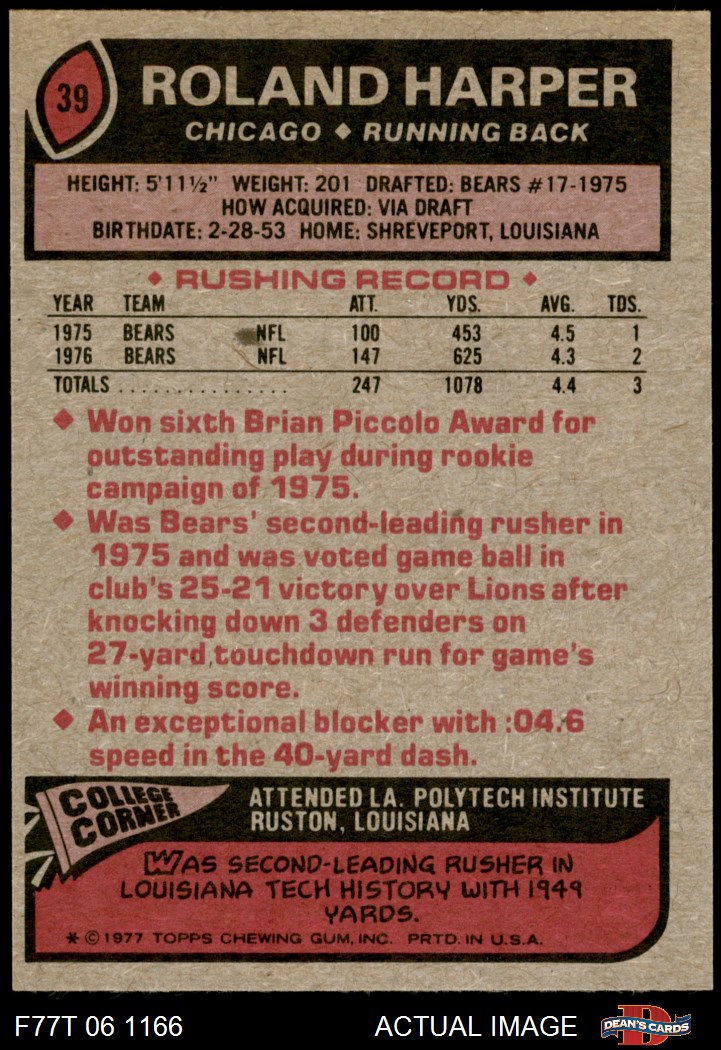 39
ROLAND HARPER
CHICAGO ◆ RUNNING BACK
HEIGHT: 5'11½" WEIGHT: 201 DRAFTED: BEARS #17-1975
HOW ACQUIRED: VIA DRAFT
BIRTHDATE: 2-28-53 HOME: SHREVEPORT, LOUISIANA
◆ RUSHING RECORD ◆
YEAR TEAM ATT. YDS. AVG. TDS.
1975 BEARS NFL 100 453 4.5 1
1976 BEARS NFL 147 625 4.3 2
TOTALS . . . . . . . . . . . . . . . 247 1078 4.4 3
◆ Won sixth Brian Piccolo Award for
outstanding play during rookie
campaign of 1975.
◆ Was Bears' second-leading rusher in
1975 and was voted game ball in
club's 25-21 victory over Lions after
knocking down 3 defenders on
27-yard touchdown run for game's
winning score.
◆ An exceptional blocker with :04.6
speed in the 40-yard dash.
COLLEGE
CORNER
ATTENDED LA. POLYTECH INSTITUTE
RUSTON, LOUISIANA
WAS SECOND-LEADING RUSHER IN
LOUISIANA TECH HISTORY WITH 1949
YARDS.
* © 1977 TOPPS CHEWING GUM, INC. PRTD. IN U.S.A.
F77T 06 1166 ACTUAL IMAGE DEAN'S CARDS